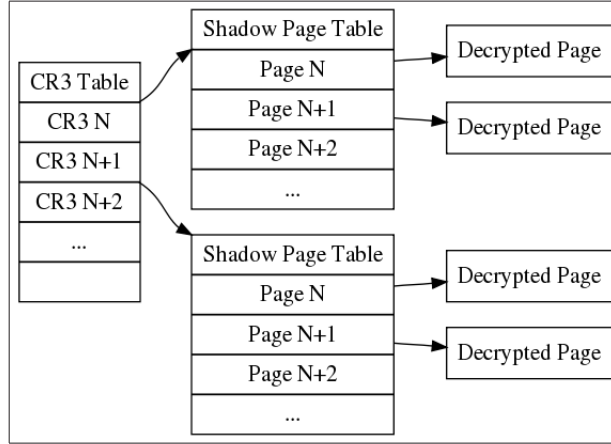 CR3 Table
CR3 N
CR3 N+1
CR3 N+2
...
Shadow Page Table
Page N
Page N+1
Page N+2
...
Decrypted Page
Decrypted Page
Shadow Page Table
Page N
Page N+1
Page N+2
...
Decrypted Page
Decrypted Page